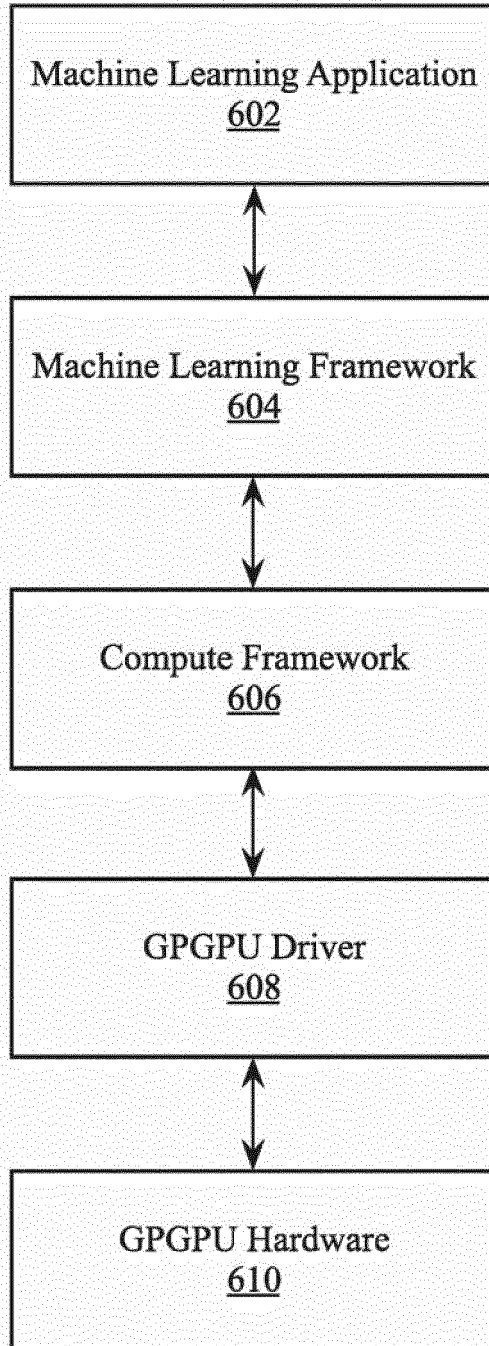 Machine Learning Application
602
Machine Learning Framework
604
Compute Framework
606
GPGPU Driver
608
GPGPU Hardware
610